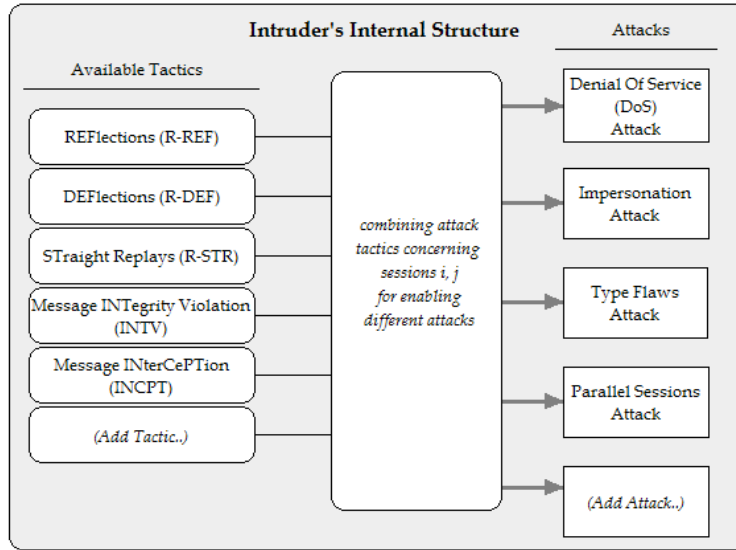 Intruder's Internal Structure
Available Tactics
REFlections (R-REF)
DEFlections (R-DEF)
STraight Replays (R-STR)
Message INTegrity Violation
(INTV)
Message INterCePTion
(INCPT)
(Add Tactic..)
combining attack
tactics concerning
sessions i, j
for enabling
different attacks
Attacks
Denial Of Service
(DoS)
Attack
Impersonation
Attack
Type Flaws
Attack
Parallel Sessions
Attack
(Add Attack..)